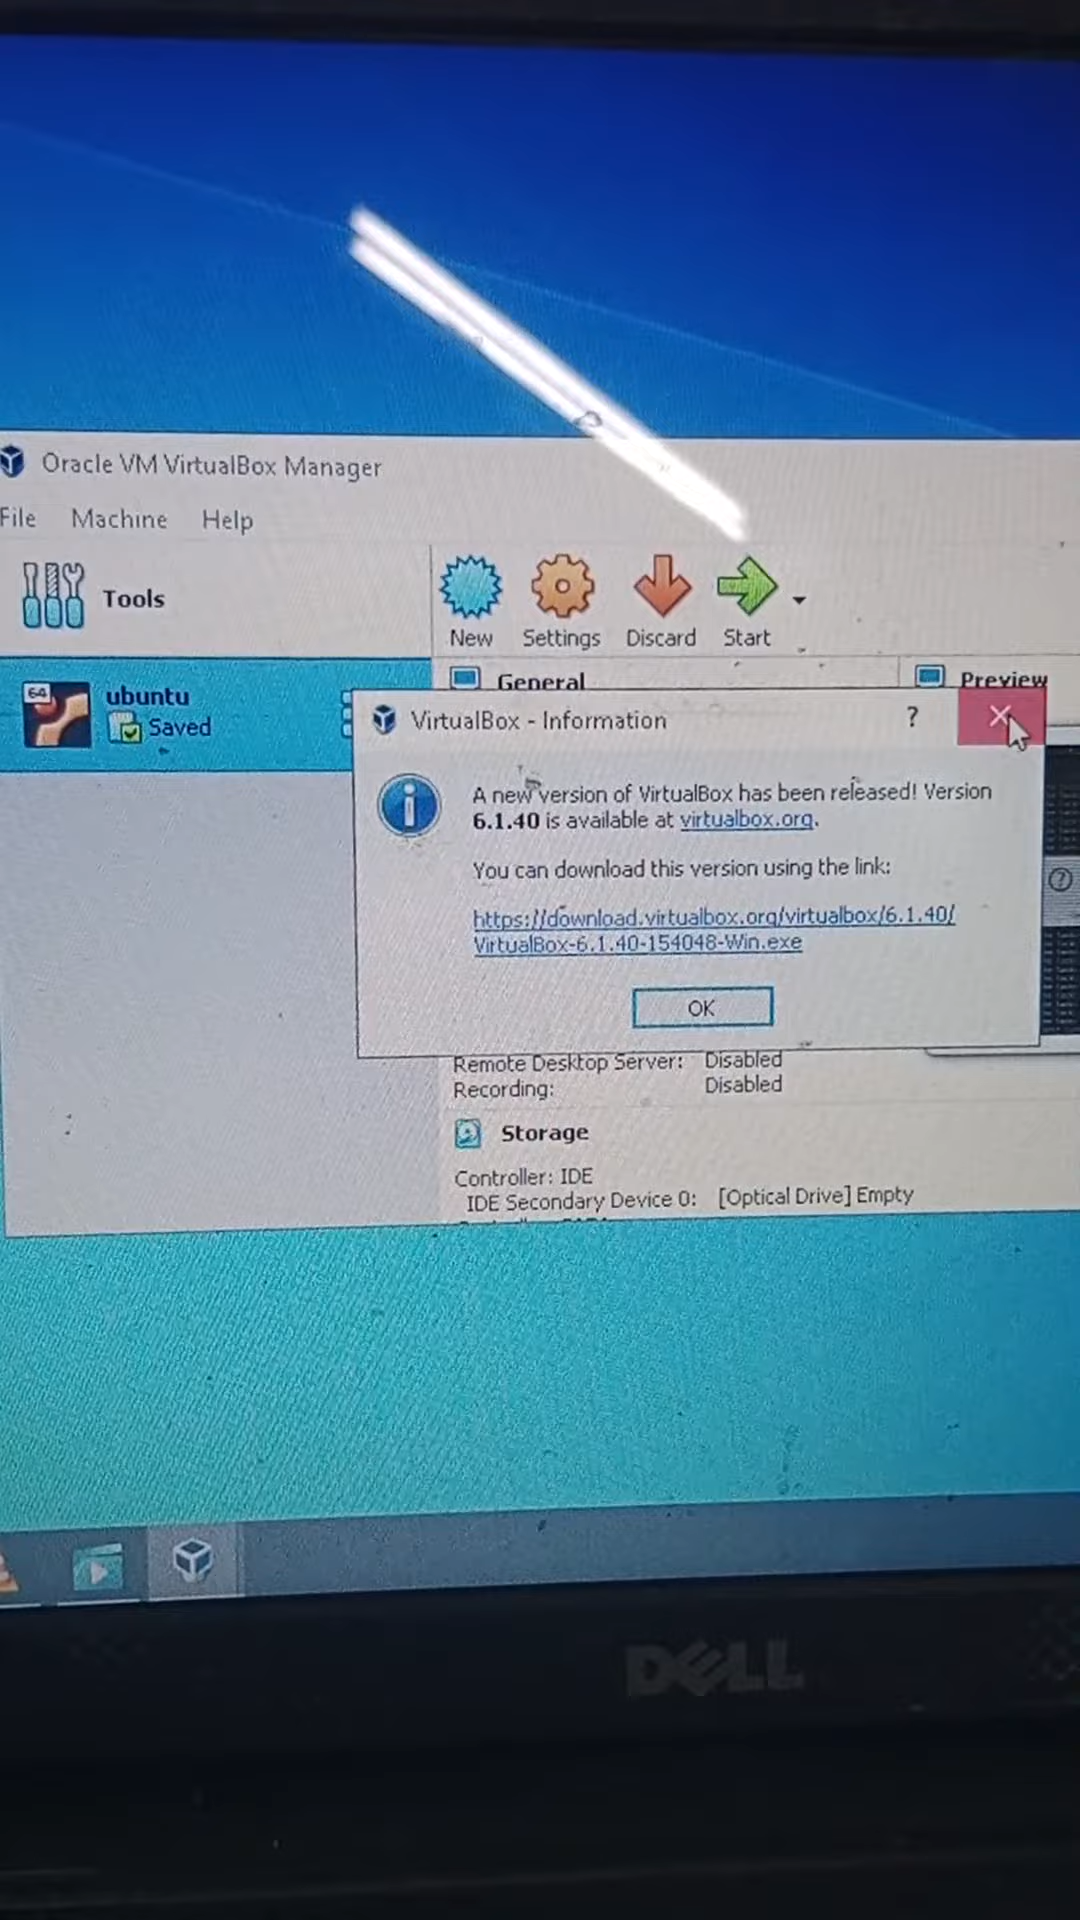 Oracle VM VirtualBox Manager
File Machine Help
Tools
New Settings Discard Start
General
Preview
64
ubuntu
Saved
VirtualBox - Information
?
A new version of VirtualBox has been released! Version
6.1.40 is available at virtualbox.org.
You can download this version using the link:
https://download.virtualbox.org/virtualbox/6.1.40/
VirtualBox-6.1.40-154048-Win.exe
OK
Remote Desktop Server: Disabled
Recording: Disabled
Storage
Controller: IDE
IDE Secondary Device 0: [Optical Drive] Empty
DELL